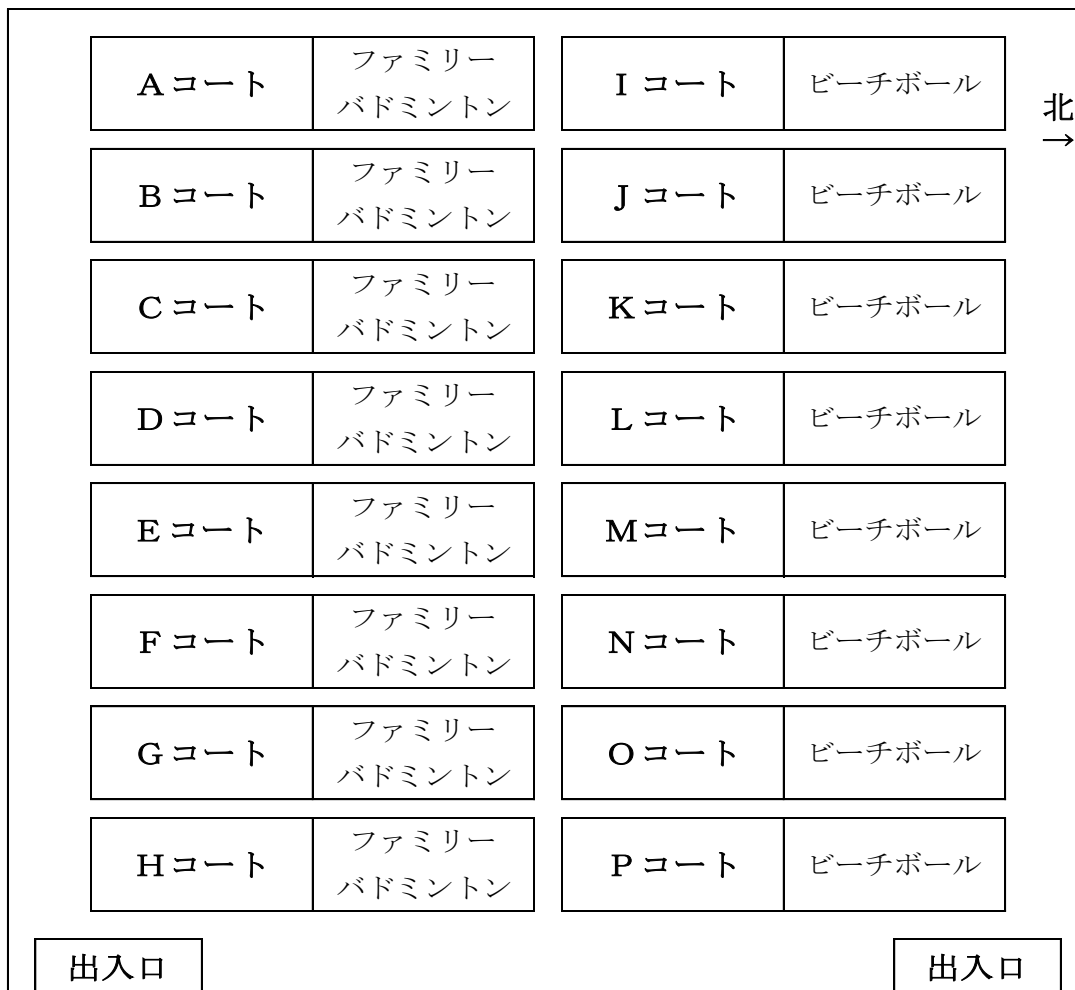 Aコート
ファミリー
バドミントン
Iコート
ビーチボール
北
→
Bコート
ファミリー
バドミントン
Jコート
ビーチボール
Cコート
ファミリー
バドミントン
Kコート
ビーチボール
Dコート
ファミリー
バドミントン
Lコート
ビーチボール
Eコート
ファミリー
バドミントン
Mコート
ビーチボール
Fコート
ファミリー
バドミントン
Nコート
ビーチボール
Gコート
ファミリー
バドミントン
Oコート
ビーチボール
Hコート
ファミリー
バドミントン
Pコート
ビーチボール
出入口
出入口